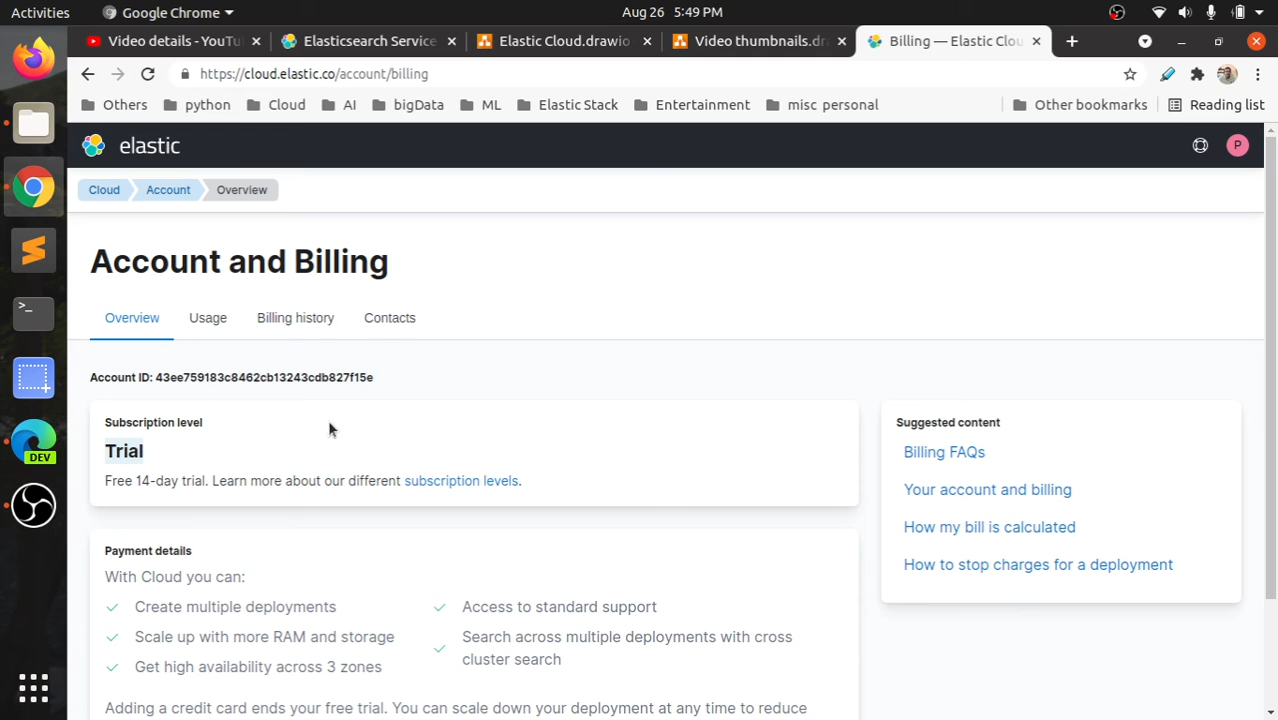 Activities
Google Chrome
Aug 26 5:49 PM
Video details - YouTu
Elasticsearch Service
Elastic Cloud.drawio
Video thumbnails.dr
Billing — Elastic Clou
https://cloud.elastic.co/account/billing
Others
python
Cloud
AI
bigData
ML
Elastic Stack
Entertainment
misc personal
Other bookmarks
Reading list
elastic
P
Cloud
Account
Overview
Account and Billing
Overview
Usage
Billing history
Contacts
Account ID: 43ee759183c8462cb13243cdb827f15e
Subscription level
Trial
Free 14-day trial. Learn more about our different subscription levels.
Suggested content
Billing FAQs
Your account and billing
How my bill is calculated
How to stop charges for a deployment
Payment details
With Cloud you can:
Create multiple deployments
Scale up with more RAM and storage
Get high availability across 3 zones
Access to standard support
Search across multiple deployments with cross
cluster search
Adding a credit card ends your free trial. You can scale down your deployment at any time to reduce
>_
DEV